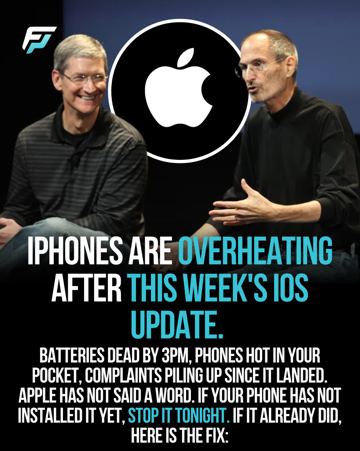 IPHONES ARE OVERHEATING
AFTER THIS WEEK'S IOS
UPDATE.
BATTERIES DEAD BY 3PM, PHONES HOT IN YOUR
POCKET, COMPLAINTS PILING UP SINCE IT LANDED.
APPLE HAS NOT SAID A WORD. IF YOUR PHONE HAS NOT
INSTALLED IT YET, STOP IT TONIGHT. IF IT ALREADY DID,
HERE IS THE FIX: